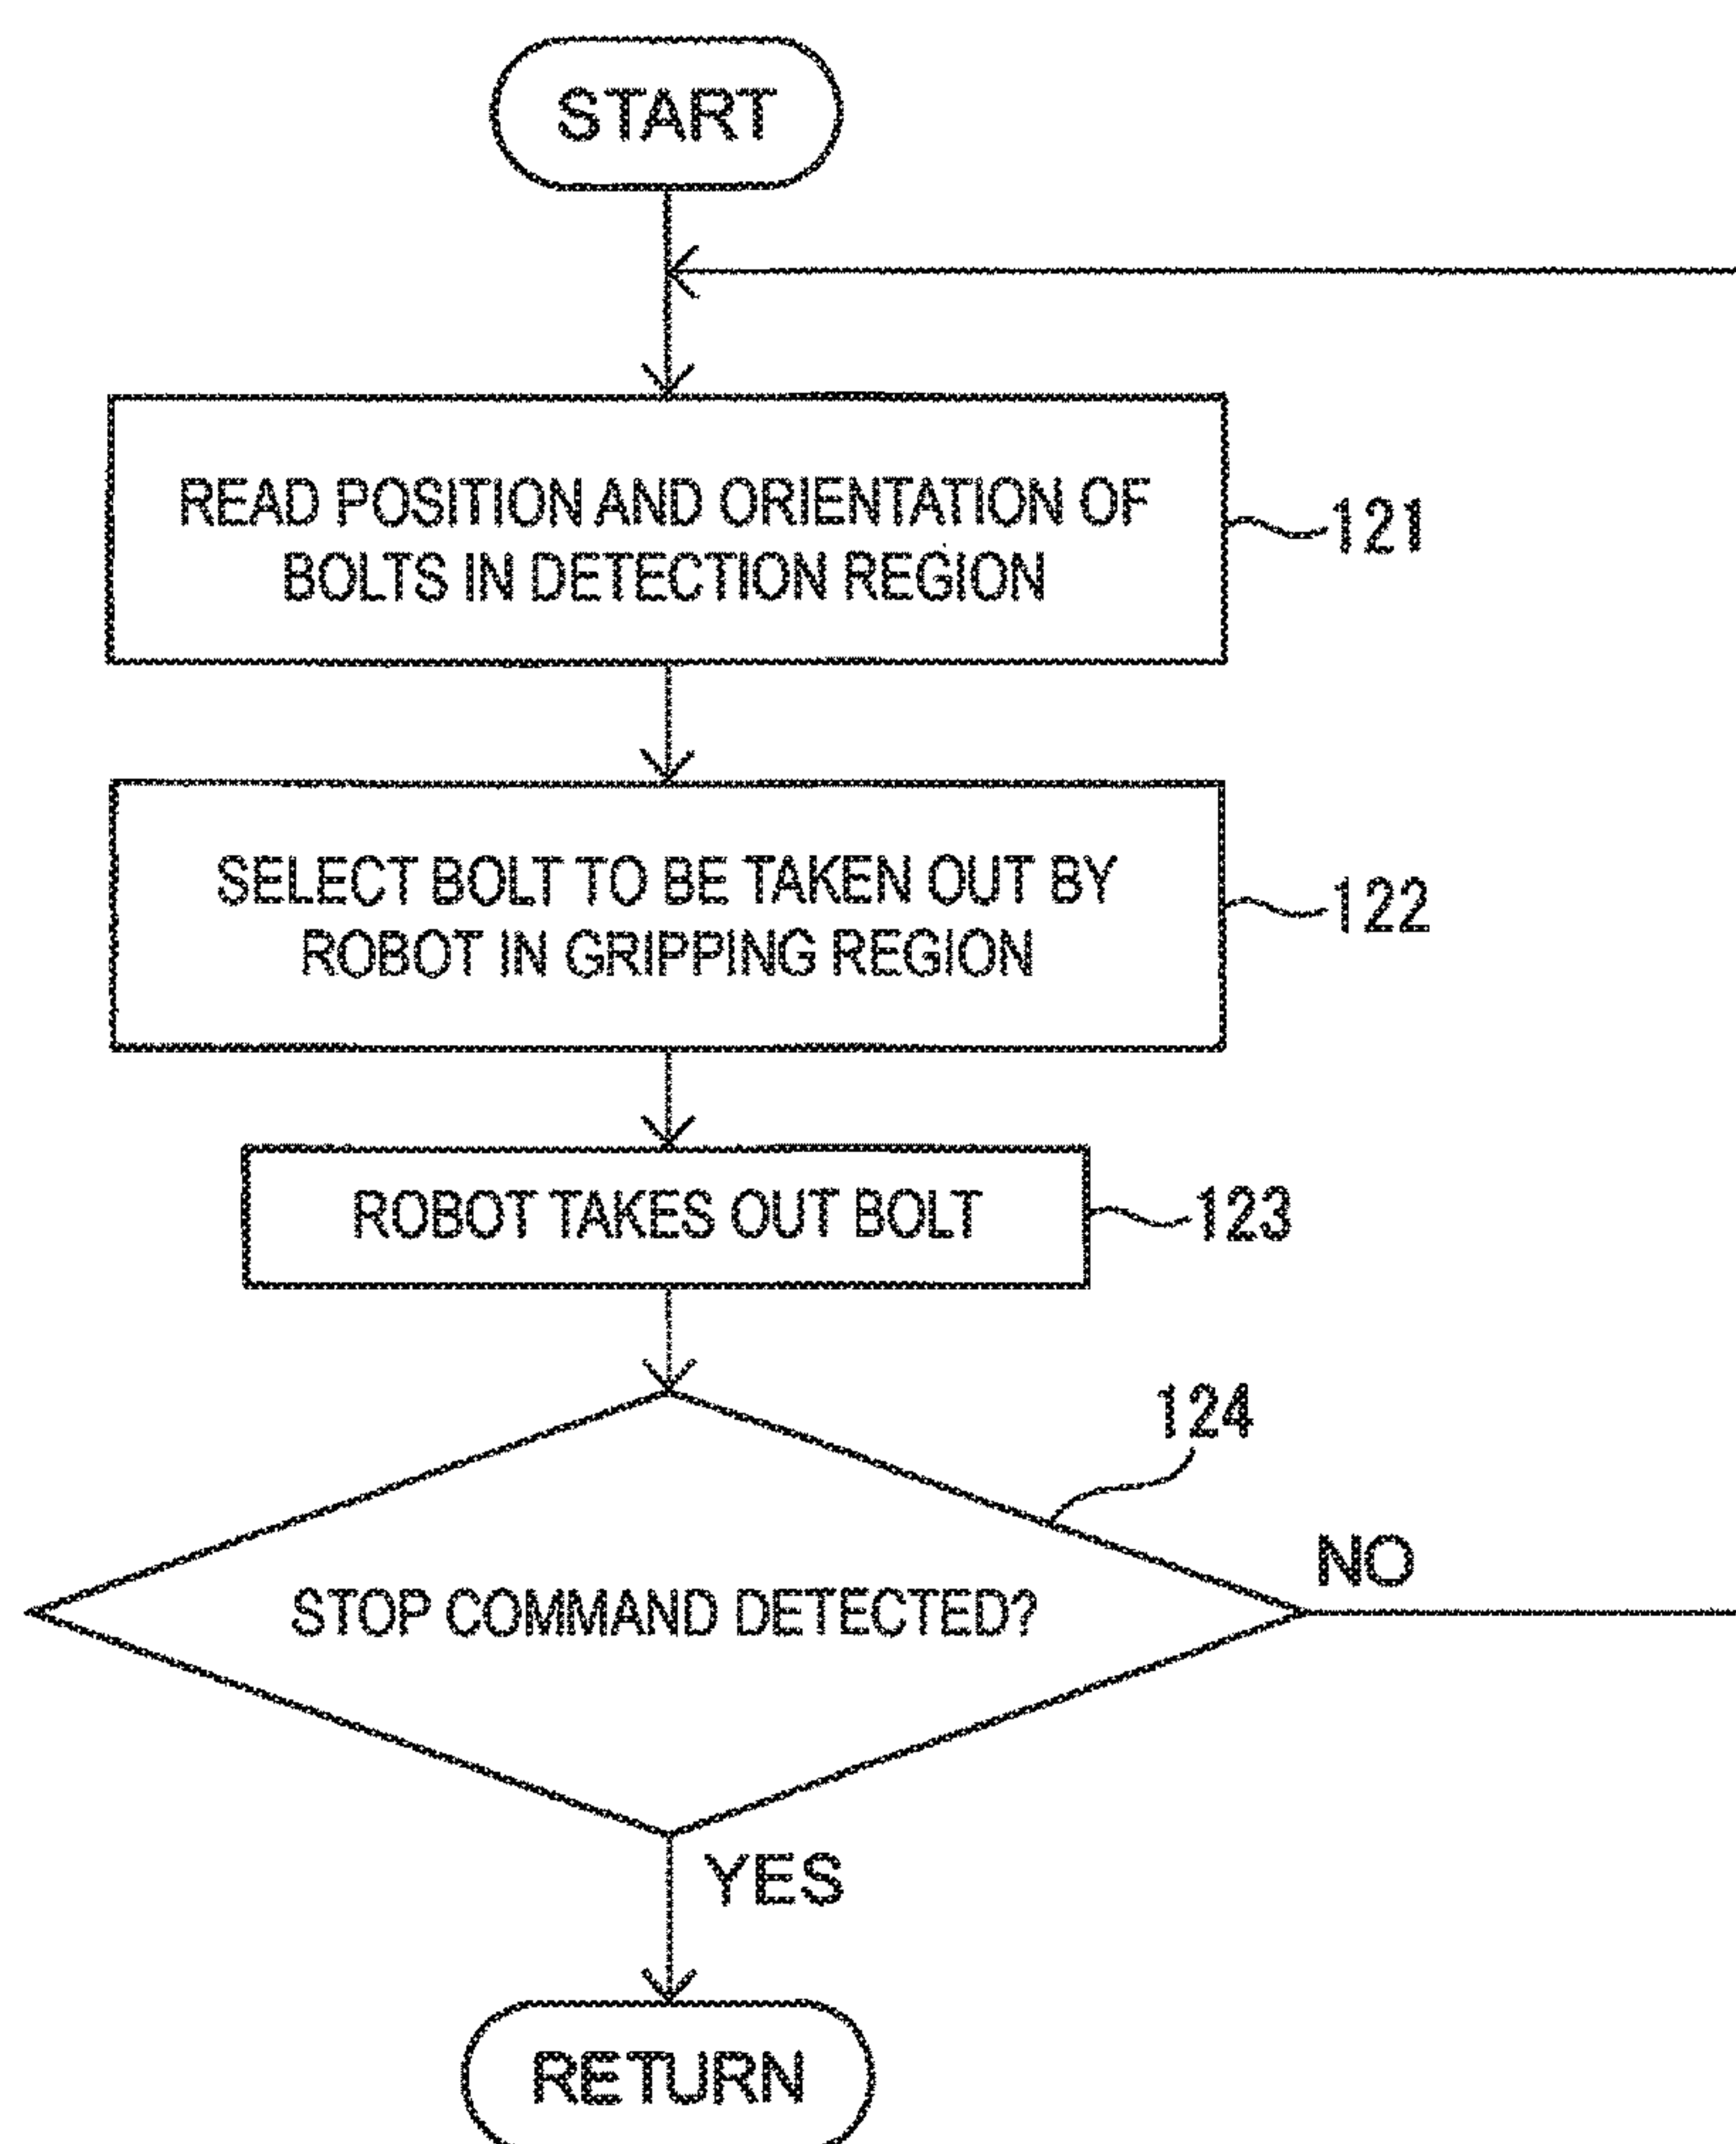 START
READ POSITION AND ORIENTATION OF
BOLTS IN DETECTION REGION
121
SELECT BOLT TO BE TAKEN OUT BY
ROBOT IN GRIPPING REGION
122
ROBOT TAKES OUT BOLT
123
124
STOP COMMAND DETECTED?
NO
YES
RETURN